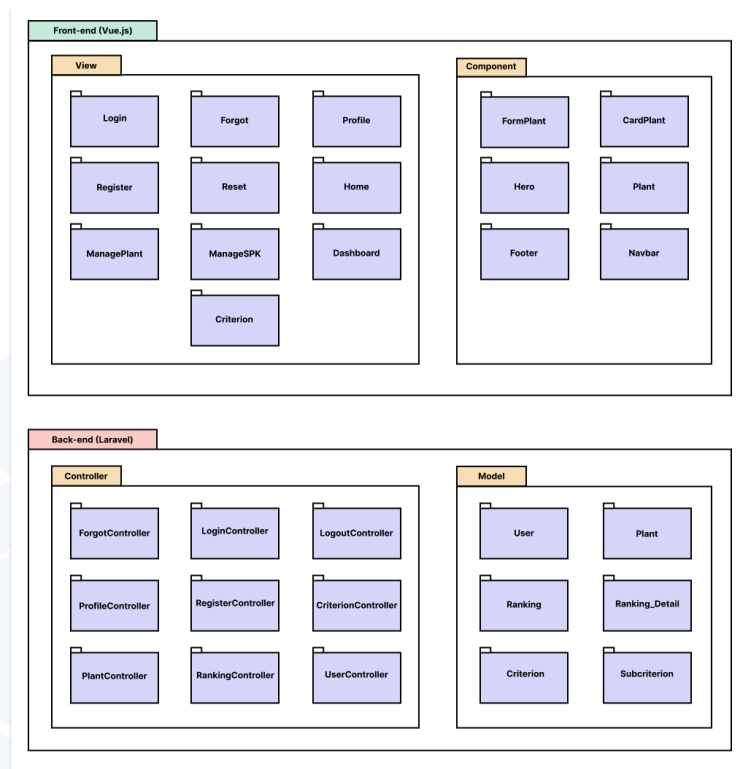 Front-end (Vue.js)
View
Login
Forgot
Profile
Register
Reset
Home
ManagePlant
ManageSPK
Dashboard
Criterion
Component
FormPlant
CardPlant
Hero
Plant
Footer
Navbar
Back-end (Laravel)
Controller
ForgotController
LoginController
LogoutController
ProfileController
RegisterController
CriterionController
PlantController
RankingController
UserController
Model
User
Plant
Ranking
Ranking_Detail
Criterion
Subcriterion